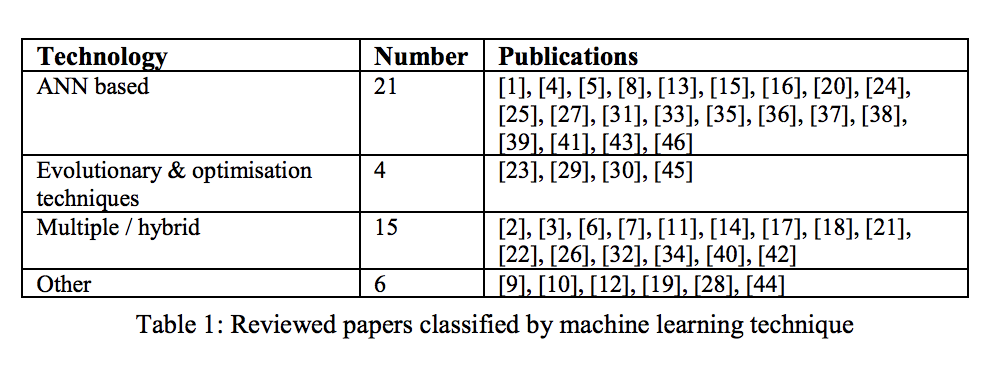 Technology Number Publications
ANN based 21 [1], [4], [5], [8], [13], [15], [16], [20], [24],
[25], [27], [31], [33], [35], [36], [37], [38],
[39], [41], [43], [46]
Evolutionary & optimisation 4 [23], [29], [30], [45]
techniques
Multiple / hybrid 15 [2], [3], [6], [7], [11], [14], [17], [18], [21],
[22], [26], [32], [34], [40], [42]
Other 6 [9], [10], [12], [19], [28], [44]
Table 1: Reviewed papers classified by machine learning technique